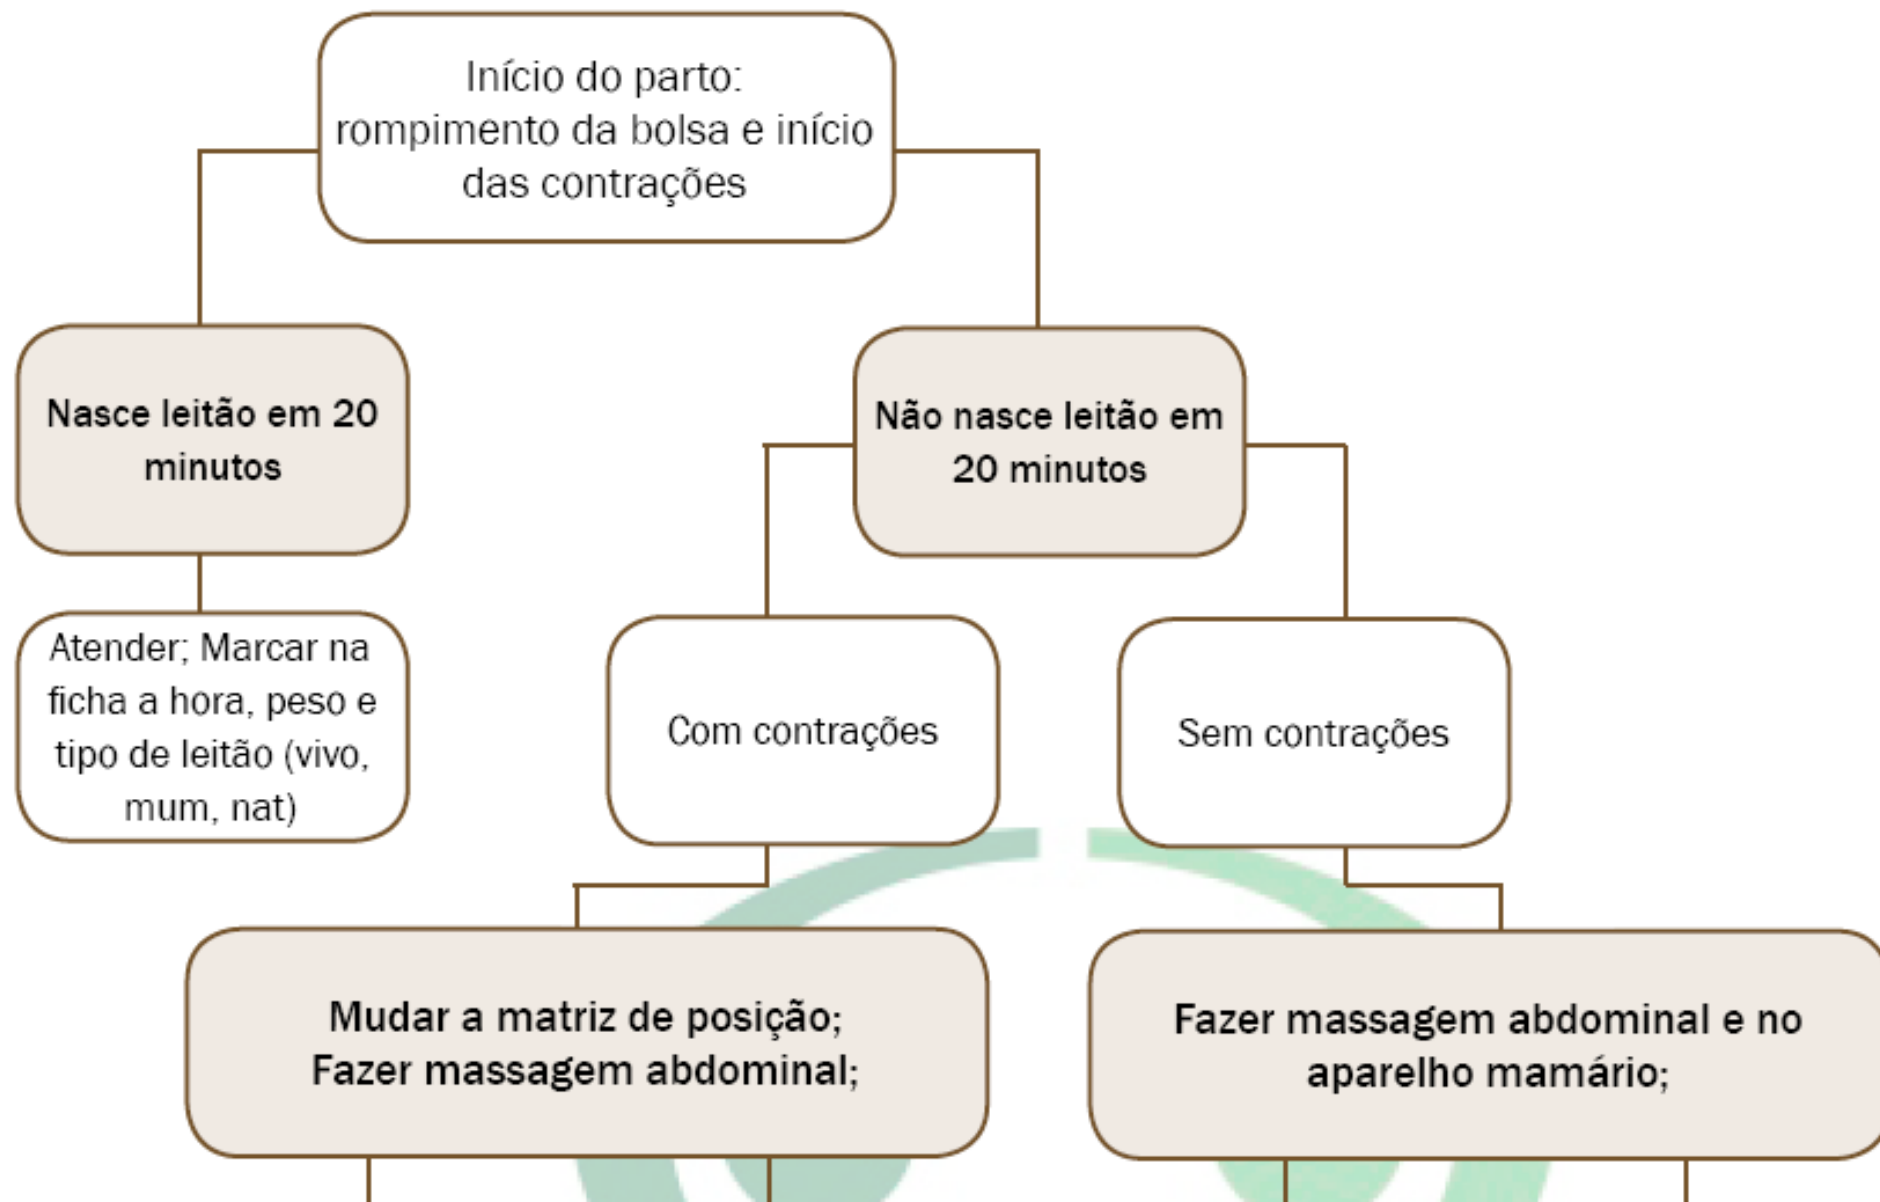 Início do parto:
rompimento da bolsa e início
das contrações
Nasce leitão em 20
minutos
Não nasce leitão em
20 minutos
Atender; Marcar na
ficha a hora, peso e
tipo de leitão (vivo,
mum, nat)
Com contrações
Sem contrações
Mudar a matriz de posição;
Fazer massagem abdominal;
Fazer massagem abdominal e no
aparelho mamário;